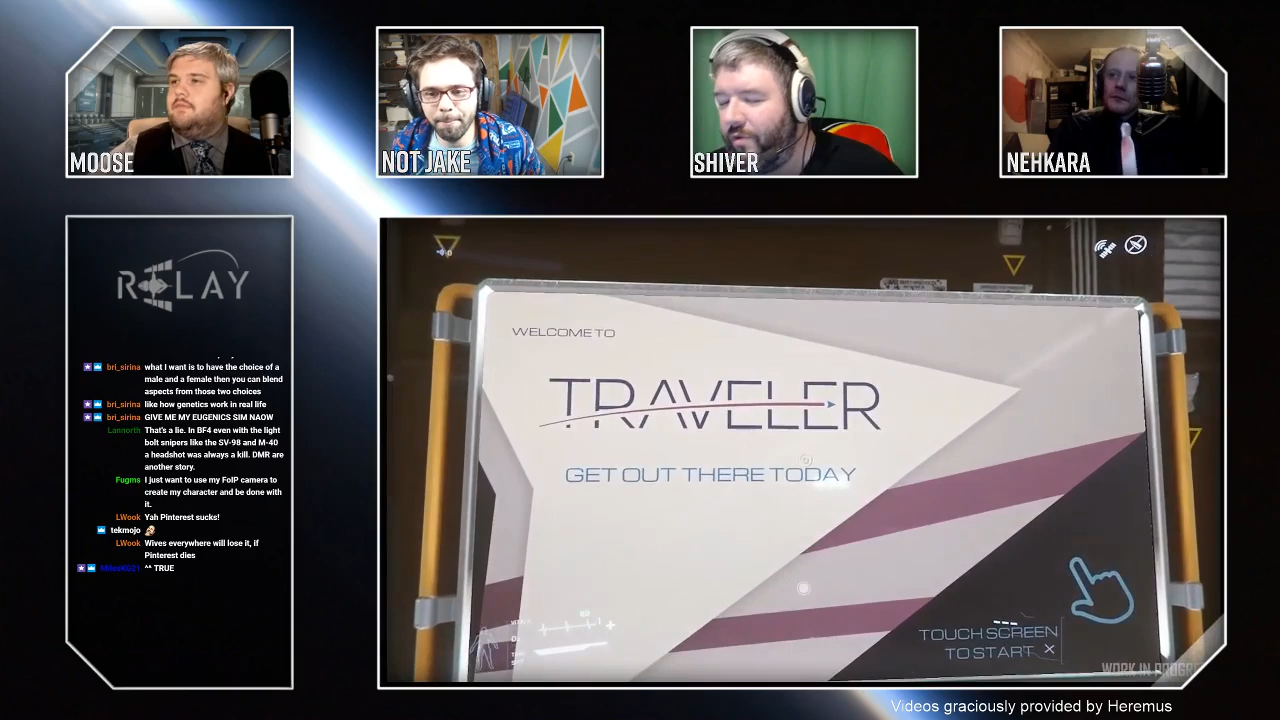 MOOSE
NOT JAKE
SHIVER
NEHKARA
RELAY
bri_sirina what I want is to have the choice of a
male and a female then you can blend
aspects from those two choices
bri_sirina like how genetics work in real life
bri_sirina GIVE ME MY EUGENICS SIM NAOW
Lannorth That's a lie. In BF4 even with the light
bolt snipers like the SV-98 and M-40
a headshot was always a kill. DMR are
another story.
Fugms I just want to use my FoIP camera to
create my character and be done with
it.
LWook Yah Pinterest sucks!
tekmojo
LWook Wives everywhere will lose it, if
Pinterest dies
^^ TRUE
WELCOME TO
TRAVELER
GET OUT THERE TODAY
TOUCH SCREEN
TO START
WORK IN PROGRE
Videos graciously provided by Heremus